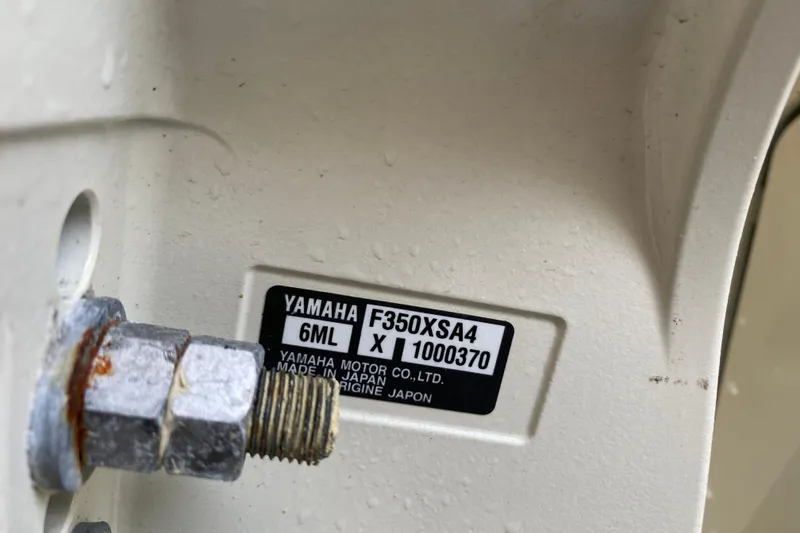 YAMAHA F350XSA4
6ML X 1000370
YAMAHA MOTOR CO.,LTD.
MADE IN JAPAN
JAPON